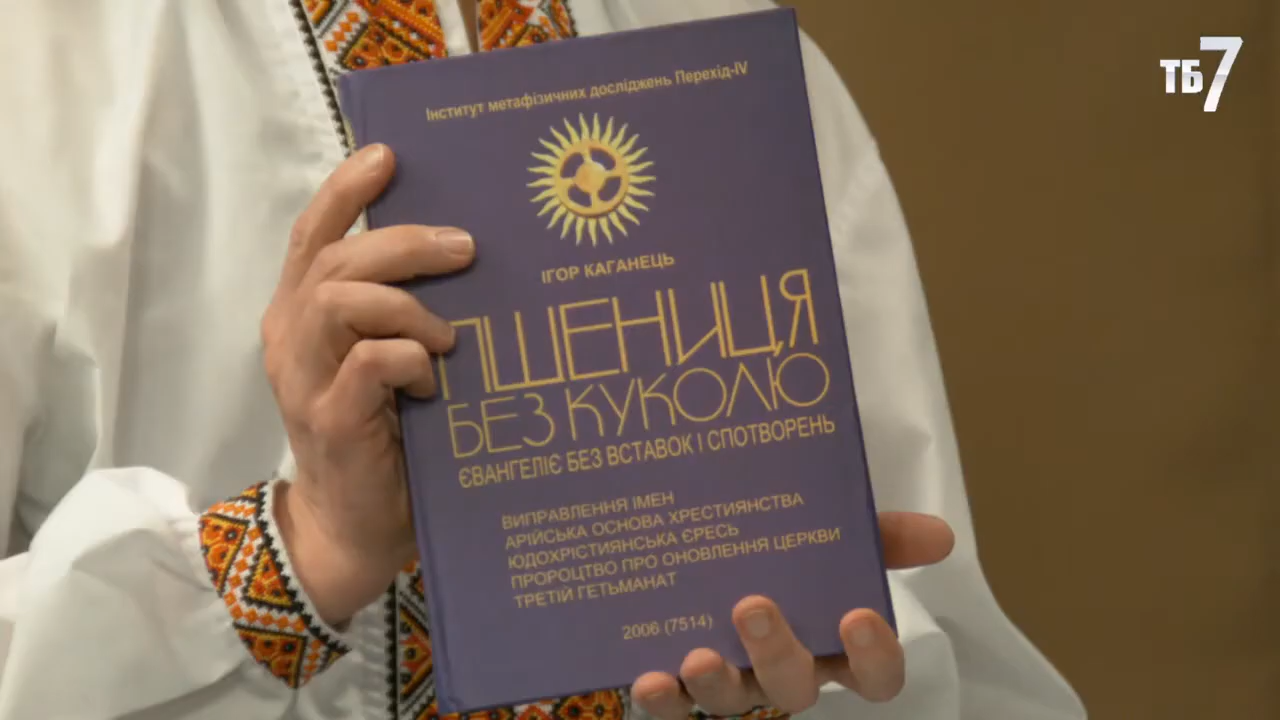 ТБ7
Інститут метафізичних досліджень Перехід-IV
ІГОР КАГАНЕЦЬ
ПШЕНИЦЯ
БЕЗ КУКОЛЮ
ЄВАНГЕЛІЄ БЕЗ ВСТАВОК І СПОТВОРЕНЬ
ВИПРАВЛЕННЯ ІМЕН
АРІЙСЬКА ОСНОВА ХРЕСТИЯНСТВА
ЮДОХРІСТИЯНСЬКА ЄРЕСЬ
ПРОРОЦТВО ПРО ОНОВЛЕННЯ ЦЕРКВИ
ТРЕТІЙ ГЕТЬМАНАТ
2006 (7514)